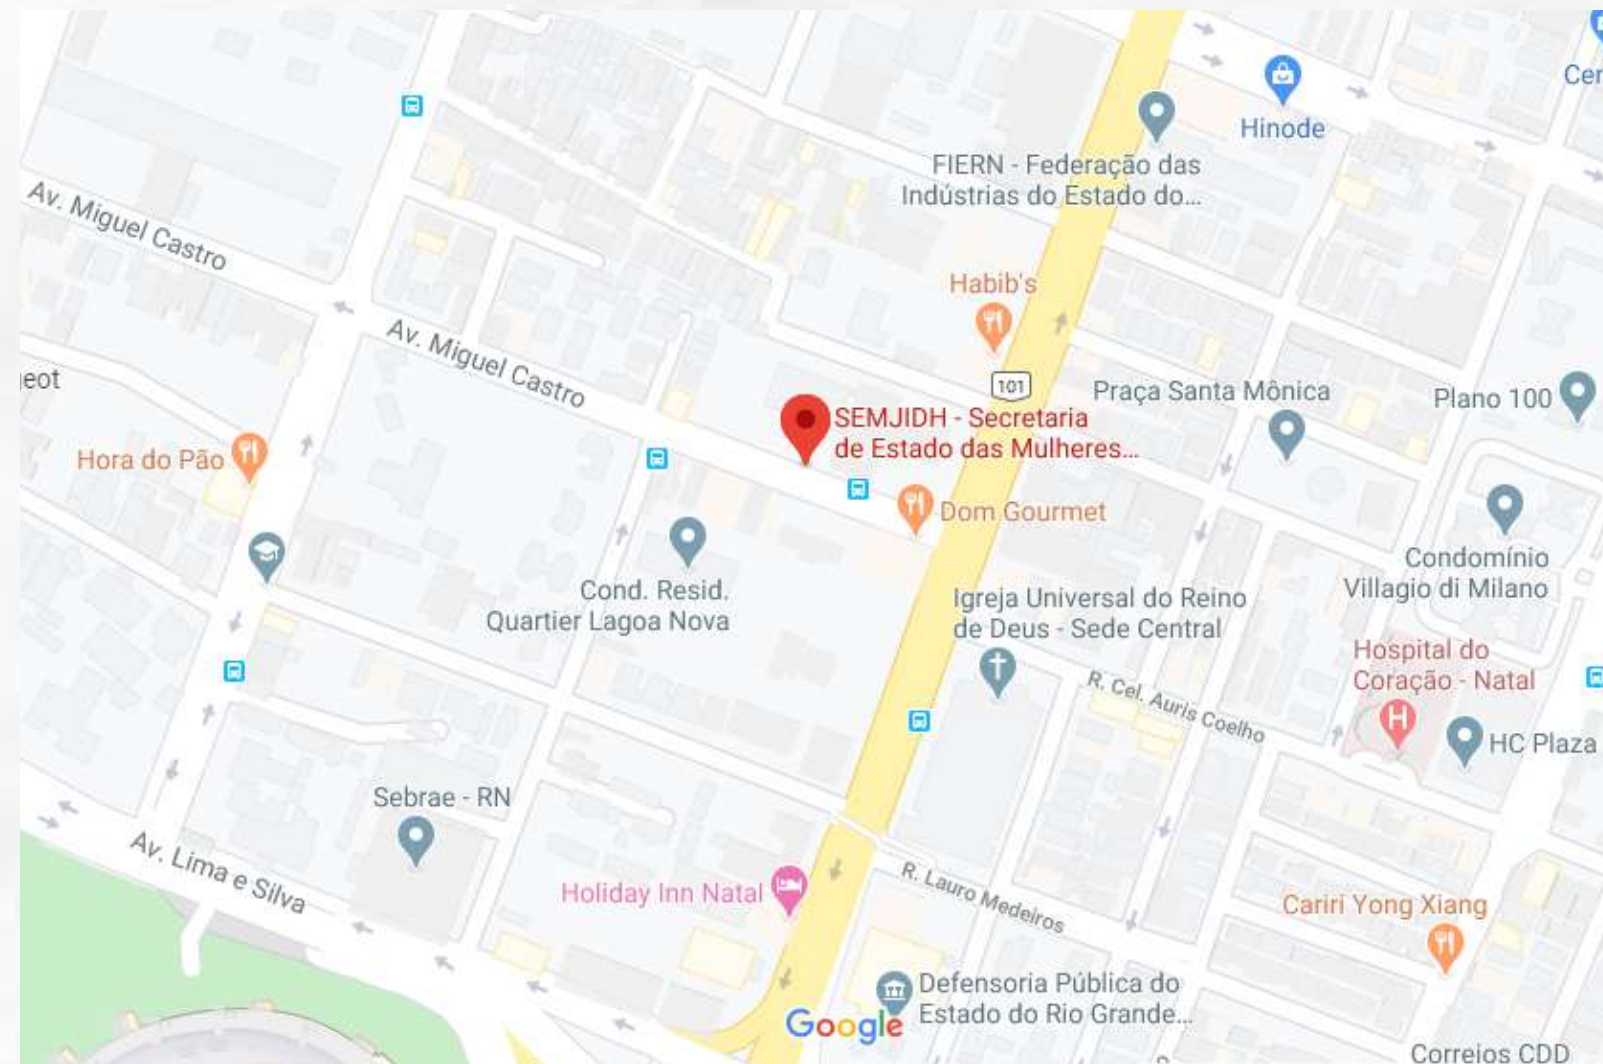 Cer
Hinode
FIERN - Federação das
Indústrias do Estado do...
Av. Miguel Castro
Habib's
Av. Miguel Castro
101
eot
Praça Santa Mônica
Plano 100
SEMJIDH - Secretaria
de Estado das Mulheres...
Hora do Pão
Dom Gourmet
Condomínio
Villagio di Milano
Cond. Resid.
Quartier Lagoa Nova
Igreja Universal do Reino
de Deus - Sede Central
Hospital do
Coração - Natal
H
R. Cel. Auris Coelho
HC Plaza
Sebrae - RN
Av. Lima e Silva
Holiday Inn Natal
R. Lauro Medeiros
Cariri Yong Xiang
Defensoria Pública do
Estado do Rio Grande...
Google
Correios CDD